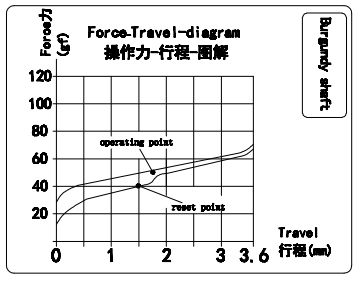 Force-Travel-diagram
操作力-行程-图解
Force力
(gf)
Burgundy shaft
120
100
80
60
40
20
operating point
reset point
0
1
2
3
3.6
Travel
行程(mm)